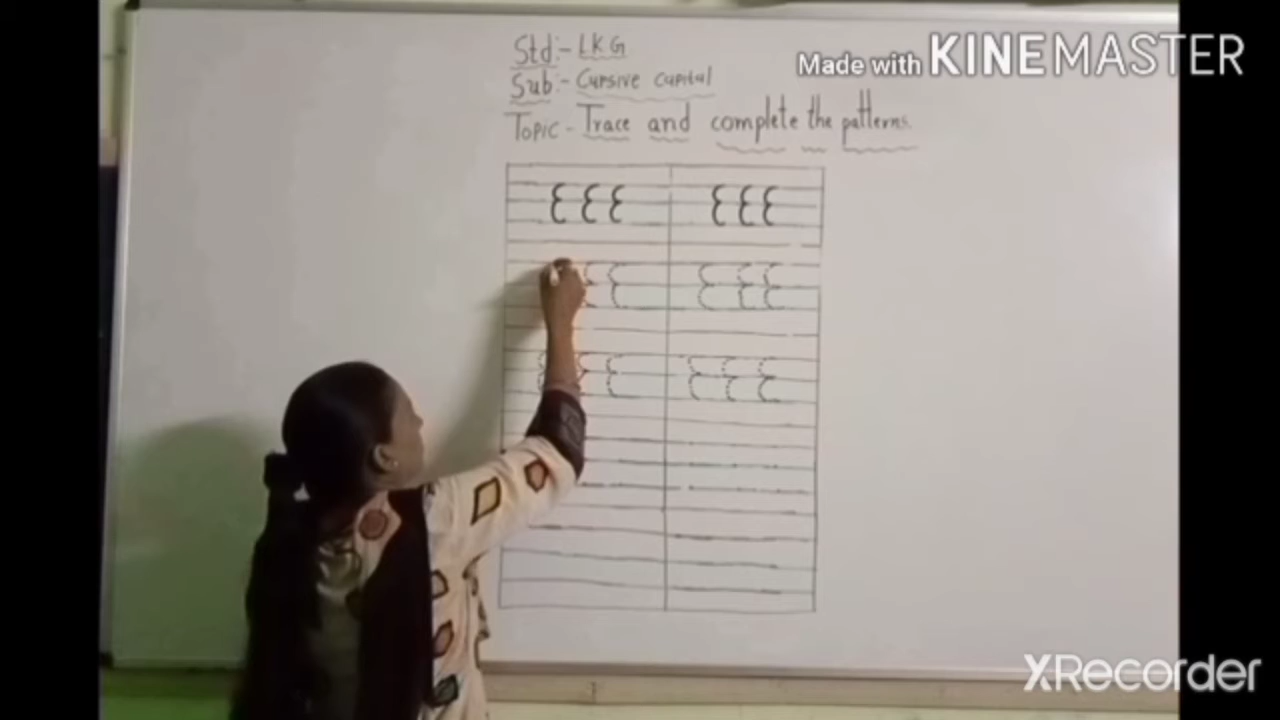 Std:- LKG
Made with KINEMASTER
Sub:- Cursive capital
Topic - Trace and complete the patterns.
Ɛ Ɛ Ɛ Ɛ Ɛ Ɛ
Ɛ Ɛ Ɛ Ɛ Ɛ
Ɛ Ɛ Ɛ Ɛ Ɛ Ɛ
XRecorder